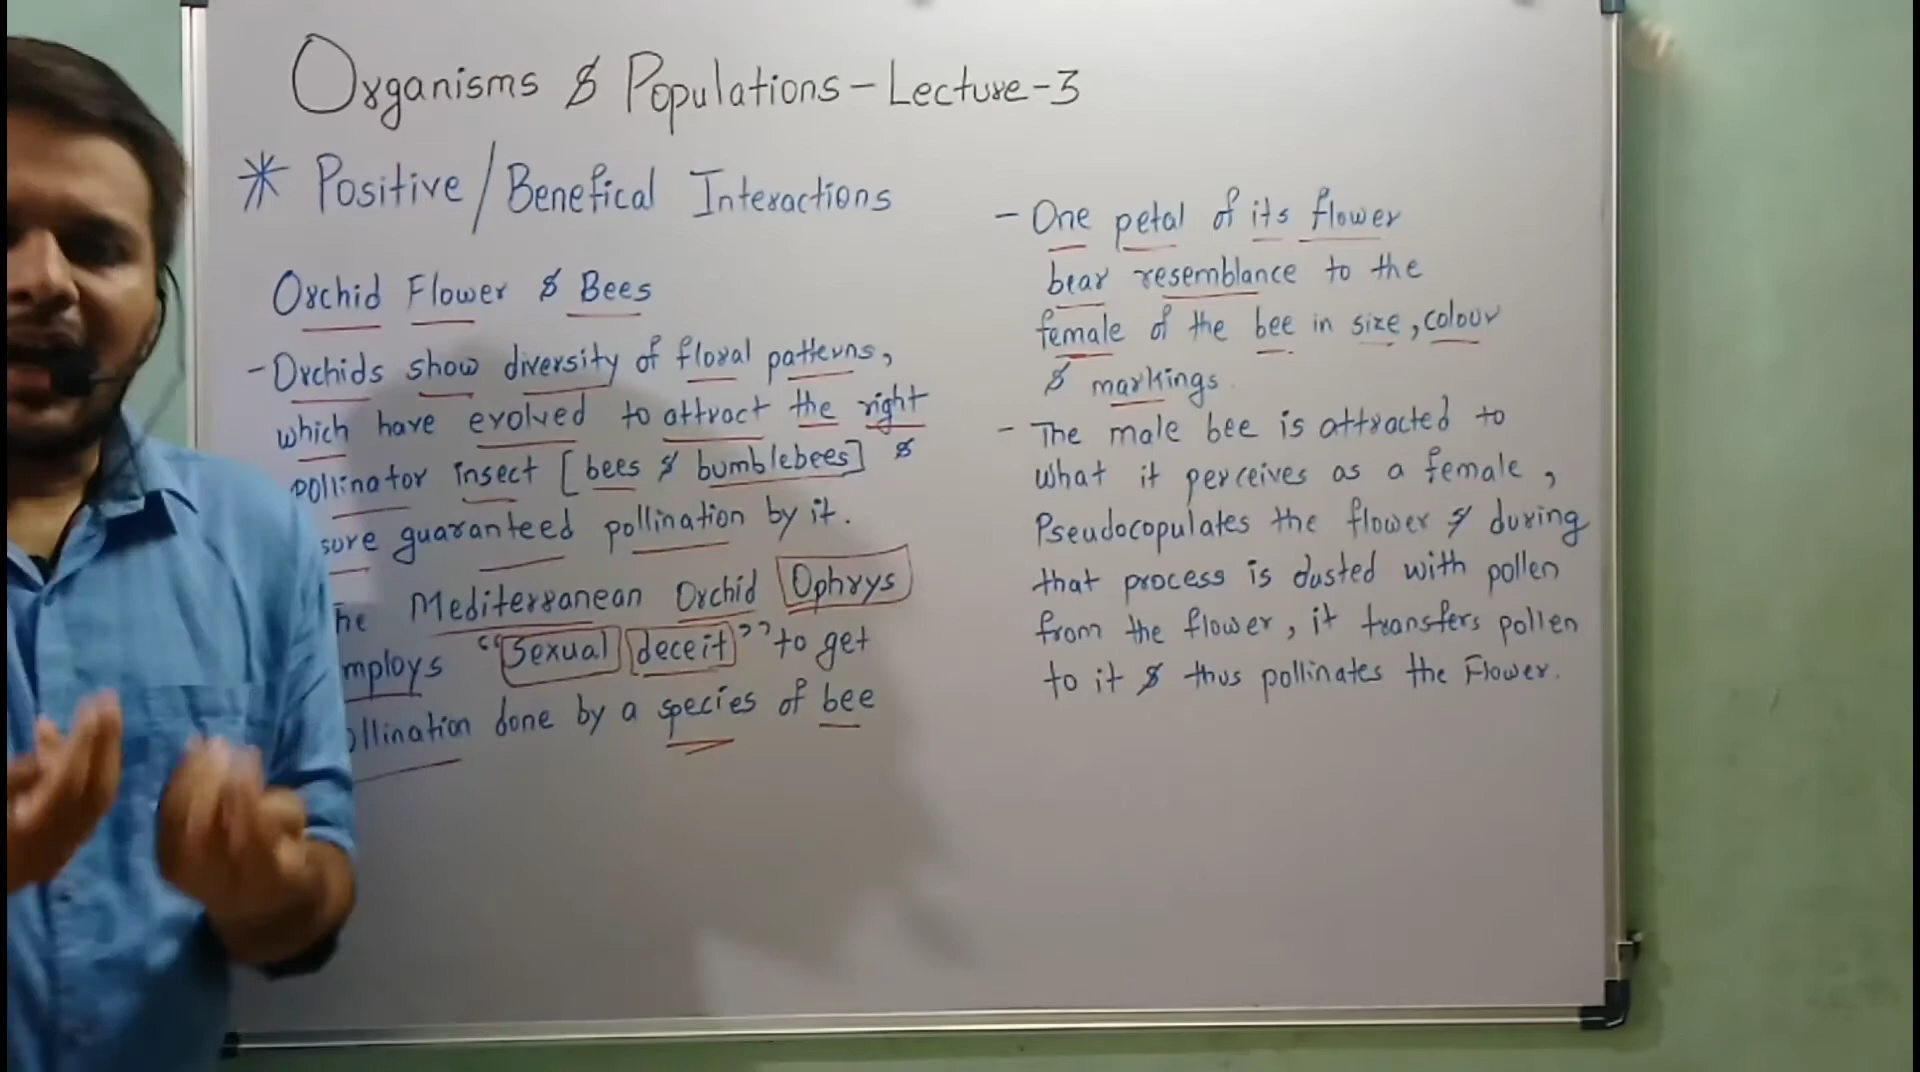 Organisms & Populations - Lecture-3
* Positive/Benefical Interactions
Orchid Flower & Bees
- Orchids show diversity of floral patterns,
which have evolved to attract the right
pollinator insect [bees & bumblebees] &
sure guaranteed pollination by it.
he Mediterranean Orchid Ophrys
mploys "Sexual deceit" to get
ollination done by a species of bee
- One petal of its flower
bear resemblance to the
female of the bee in size, colour
& markings.
- The male bee is attracted to
what it perceives as a female,
Pseudocopulates the flower & during
that process is dusted with pollen
from the flower, it transfers pollen
to it & thus pollinates the Flower.